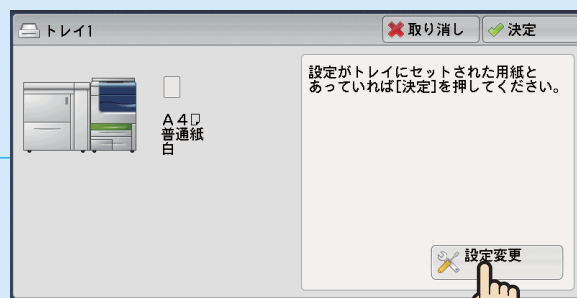 トレイ1
取り消し
決定
設定がトレイにセットされた用紙と
あっていれば[決定]を押してください。
A4
普通紙
白
設定変更